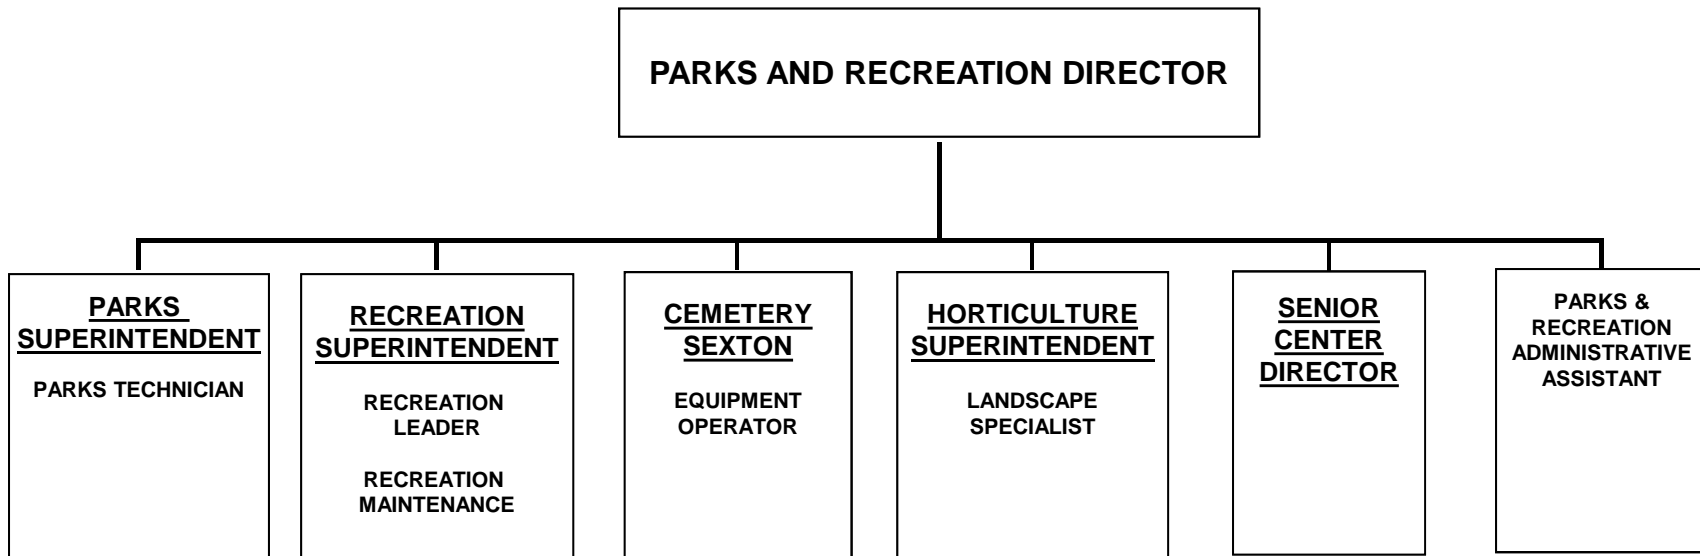 PARKS AND RECREATION DIRECTOR
PARKS
SUPERINTENDENT
PARKS TECHNICIAN
RECREATION
SUPERINTENDENT
RECREATION
LEADER
RECREATION
MAINTENANCE
CEMETERY
SEXTON
EQUIPMENT
OPERATOR
HORTICULTURE
SUPERINTENDENT
LANDSCAPE
SPECIALIST
SENIOR
CENTER
DIRECTOR
PARKS &
RECREATION
ADMINISTRATIVE
ASSISTANT